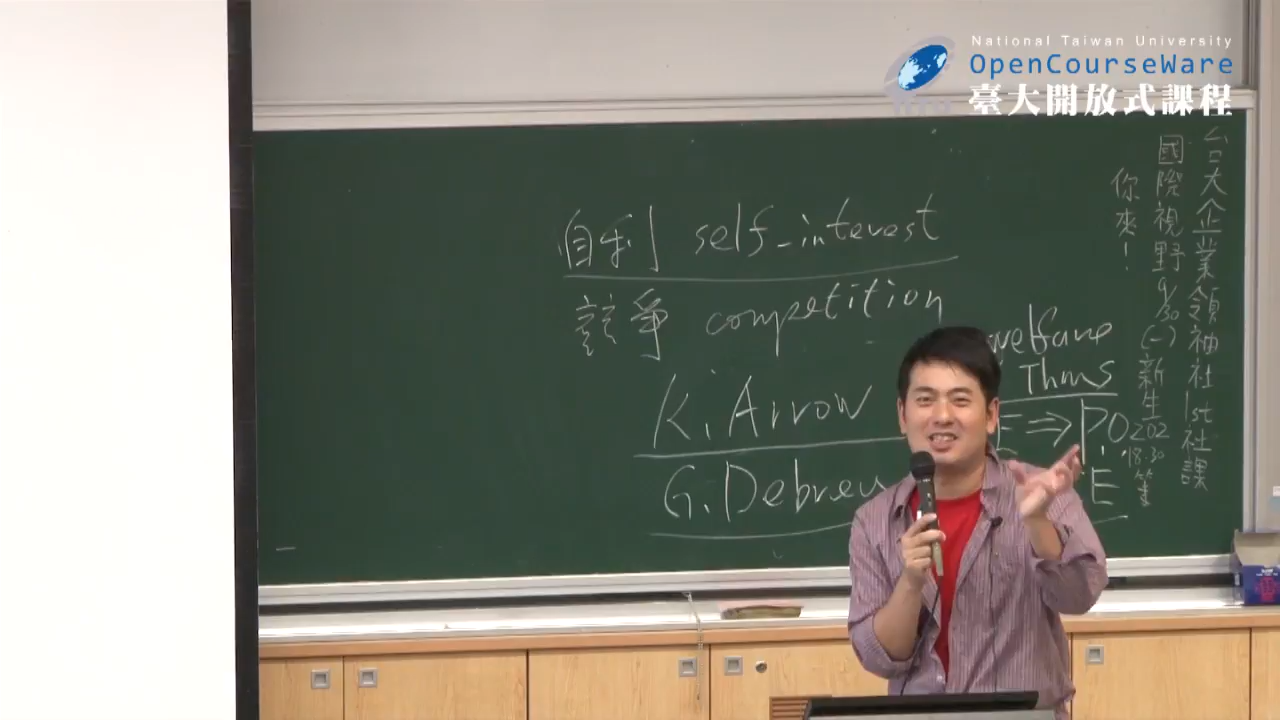 National Taiwan University
OpenCourseWare
臺大開放式課程
自利 self-interest
競爭 competition
K. Arrow
G. Debreu
welfare
Thms
E ⇒ P.O.
E
台大企業領袖社 1st 社課
國際視野 9/30 (一) 新生202 18:30
你來!